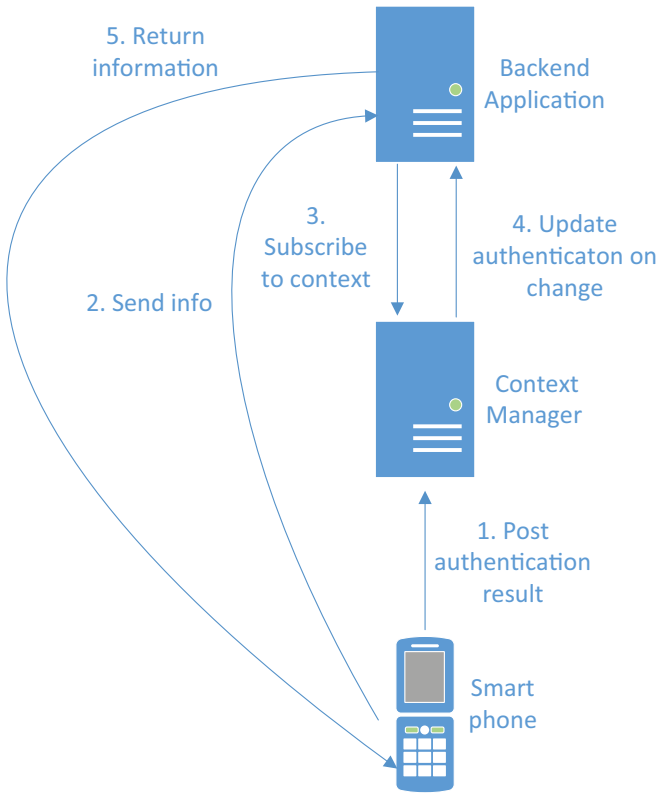 5. Return
information
Backend
Application
3.
Subscribe
to context
4. Update
authenticaton on
change
2. Send info
Context
Manager
1. Post
authentication
result
Smart
phone